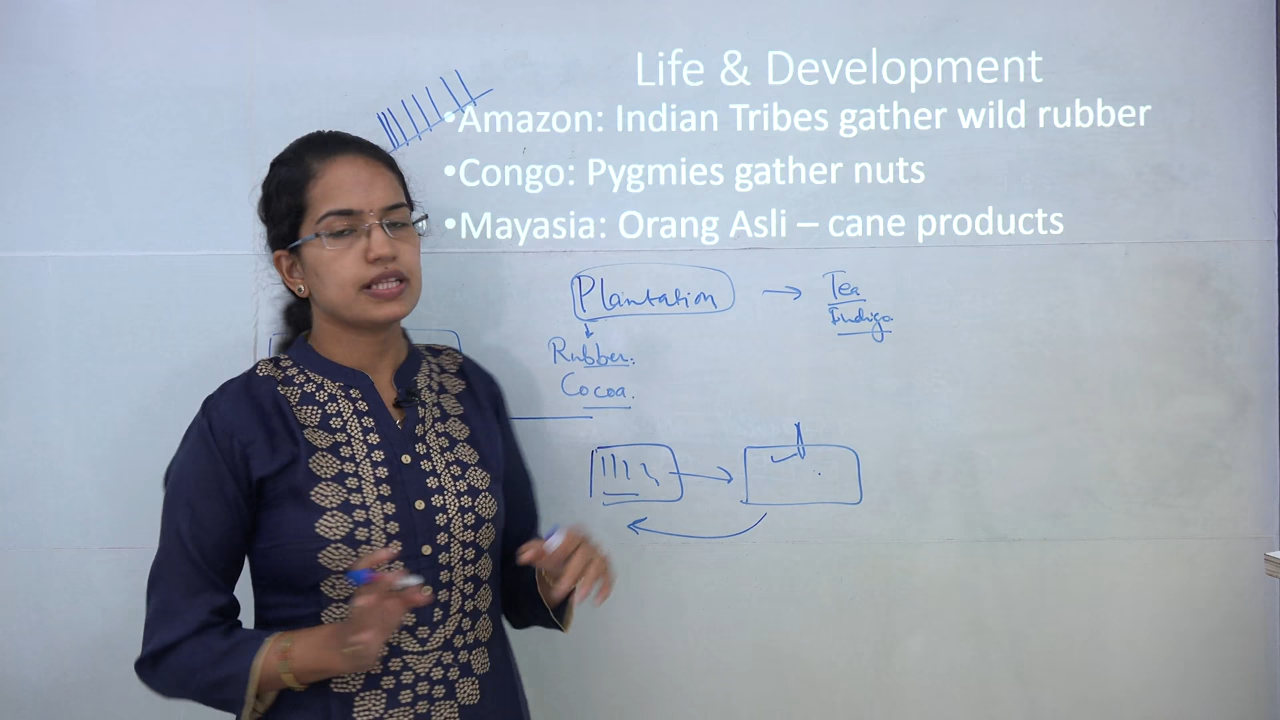 Life & Development
•Amazon: Indian Tribes gather wild rubber
•Congo: Pygmies gather nuts
•Mayasia: Orang Asli – cane products
Plantation → Tea
Indigo
Rubber.
Cocoa.